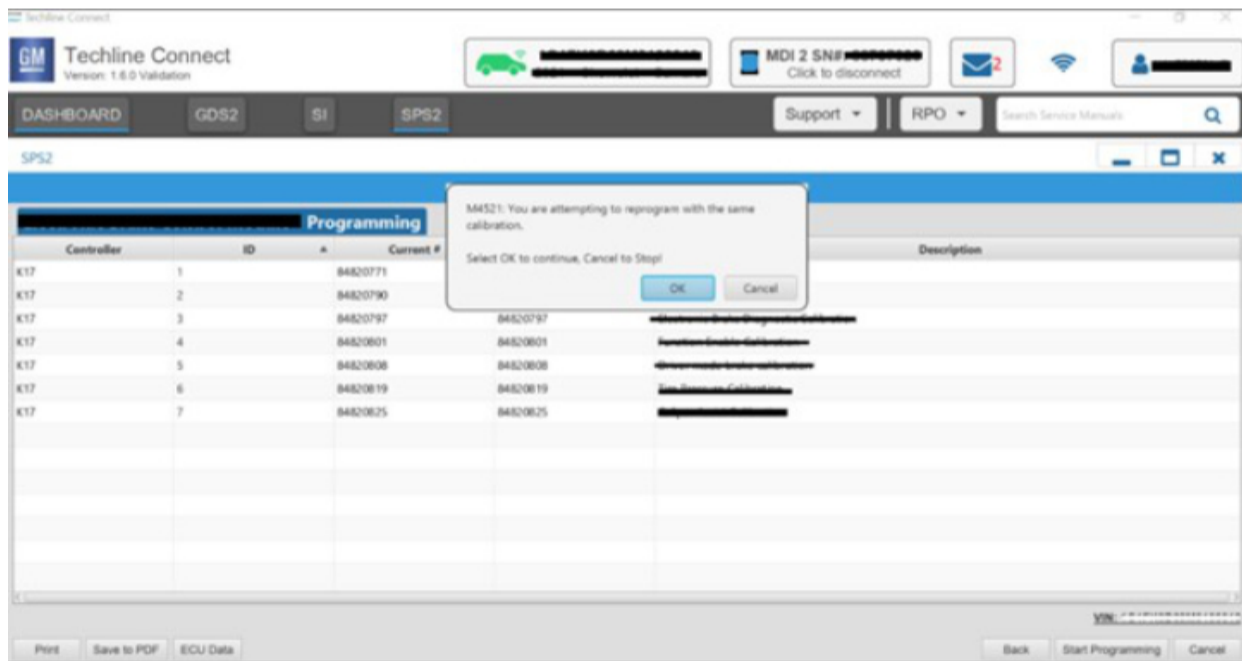 Techline Connect
GM
Techline Connect
Version: 1.6.0 Validation
MDI 2 SN#:
Click to disconnect
2
DASHBOARD GDS2 SI SPS2 Support RPO Search Service Manuals
SPS2
Programming
M4521: You are attempting to reprogram with the same
calibration.
Select OK to continue, Cancel to Stop!
OK Cancel
Controller ID Current # Description
K17 1 84820771
K17 2 84820790
K17 3 84820797 84820797
K17 4 84820801 84820801
K17 5 84820808 84820808
K17 6 84820819 84820819
K17 7 84820825 84820825
VIN:
Print Save to PDF ECU Data Back Start Programming Cancel